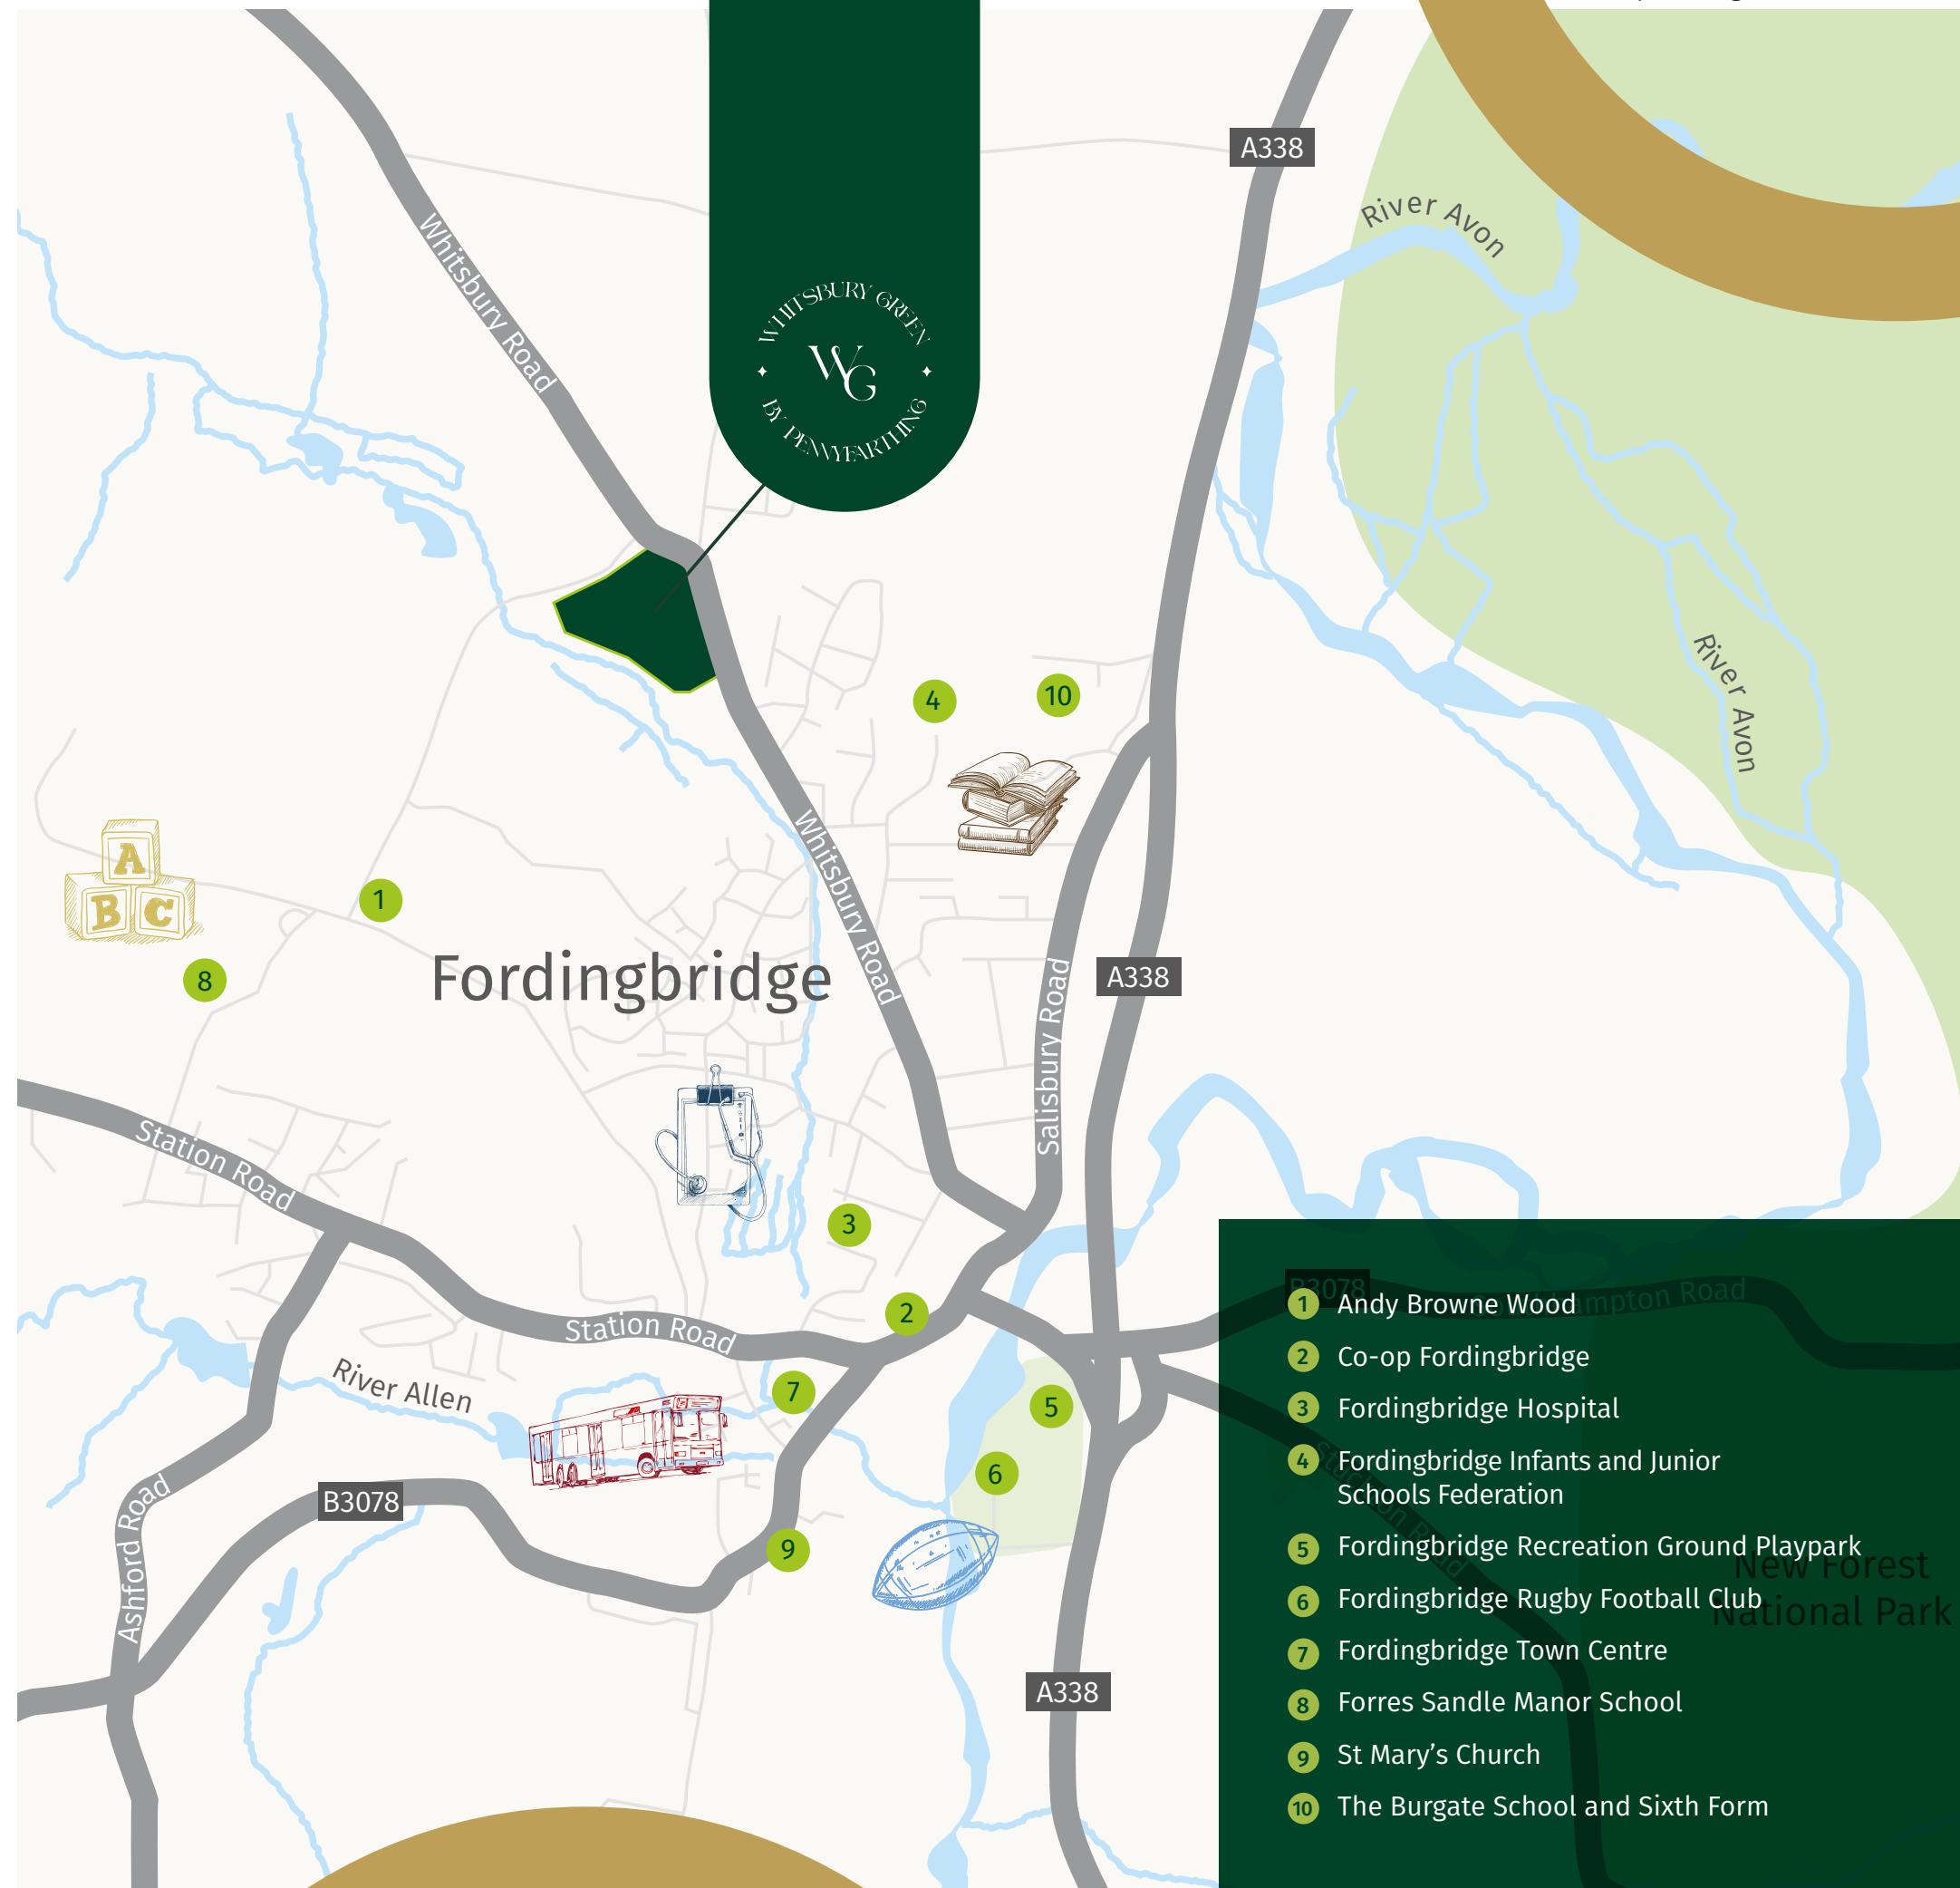 A338
River Avon
Whitsbury Road
WHITSBURY GREEN
WG
BY PENNYFARTHING
River Avon
4
10
Whitsbury Road
A
B C
1
8
Fordingbridge
Salisbury Road
A338
Station Road
3
2
Station Road
River Allen
7
5
6
B3078
Ashford Road
9
A338
B3078
1 Andy Browne Wood
2 Co-op Fordingbridge
3 Fordingbridge Hospital
4 Fordingbridge Infants and Junior
Schools Federation
5 Fordingbridge Recreation Ground Playpark
New Forest
National Park
6 Fordingbridge Rugby Football Club
7 Fordingbridge Town Centre
8 Forres Sandle Manor School
9 St Mary’s Church
10 The Burgate School and Sixth Form